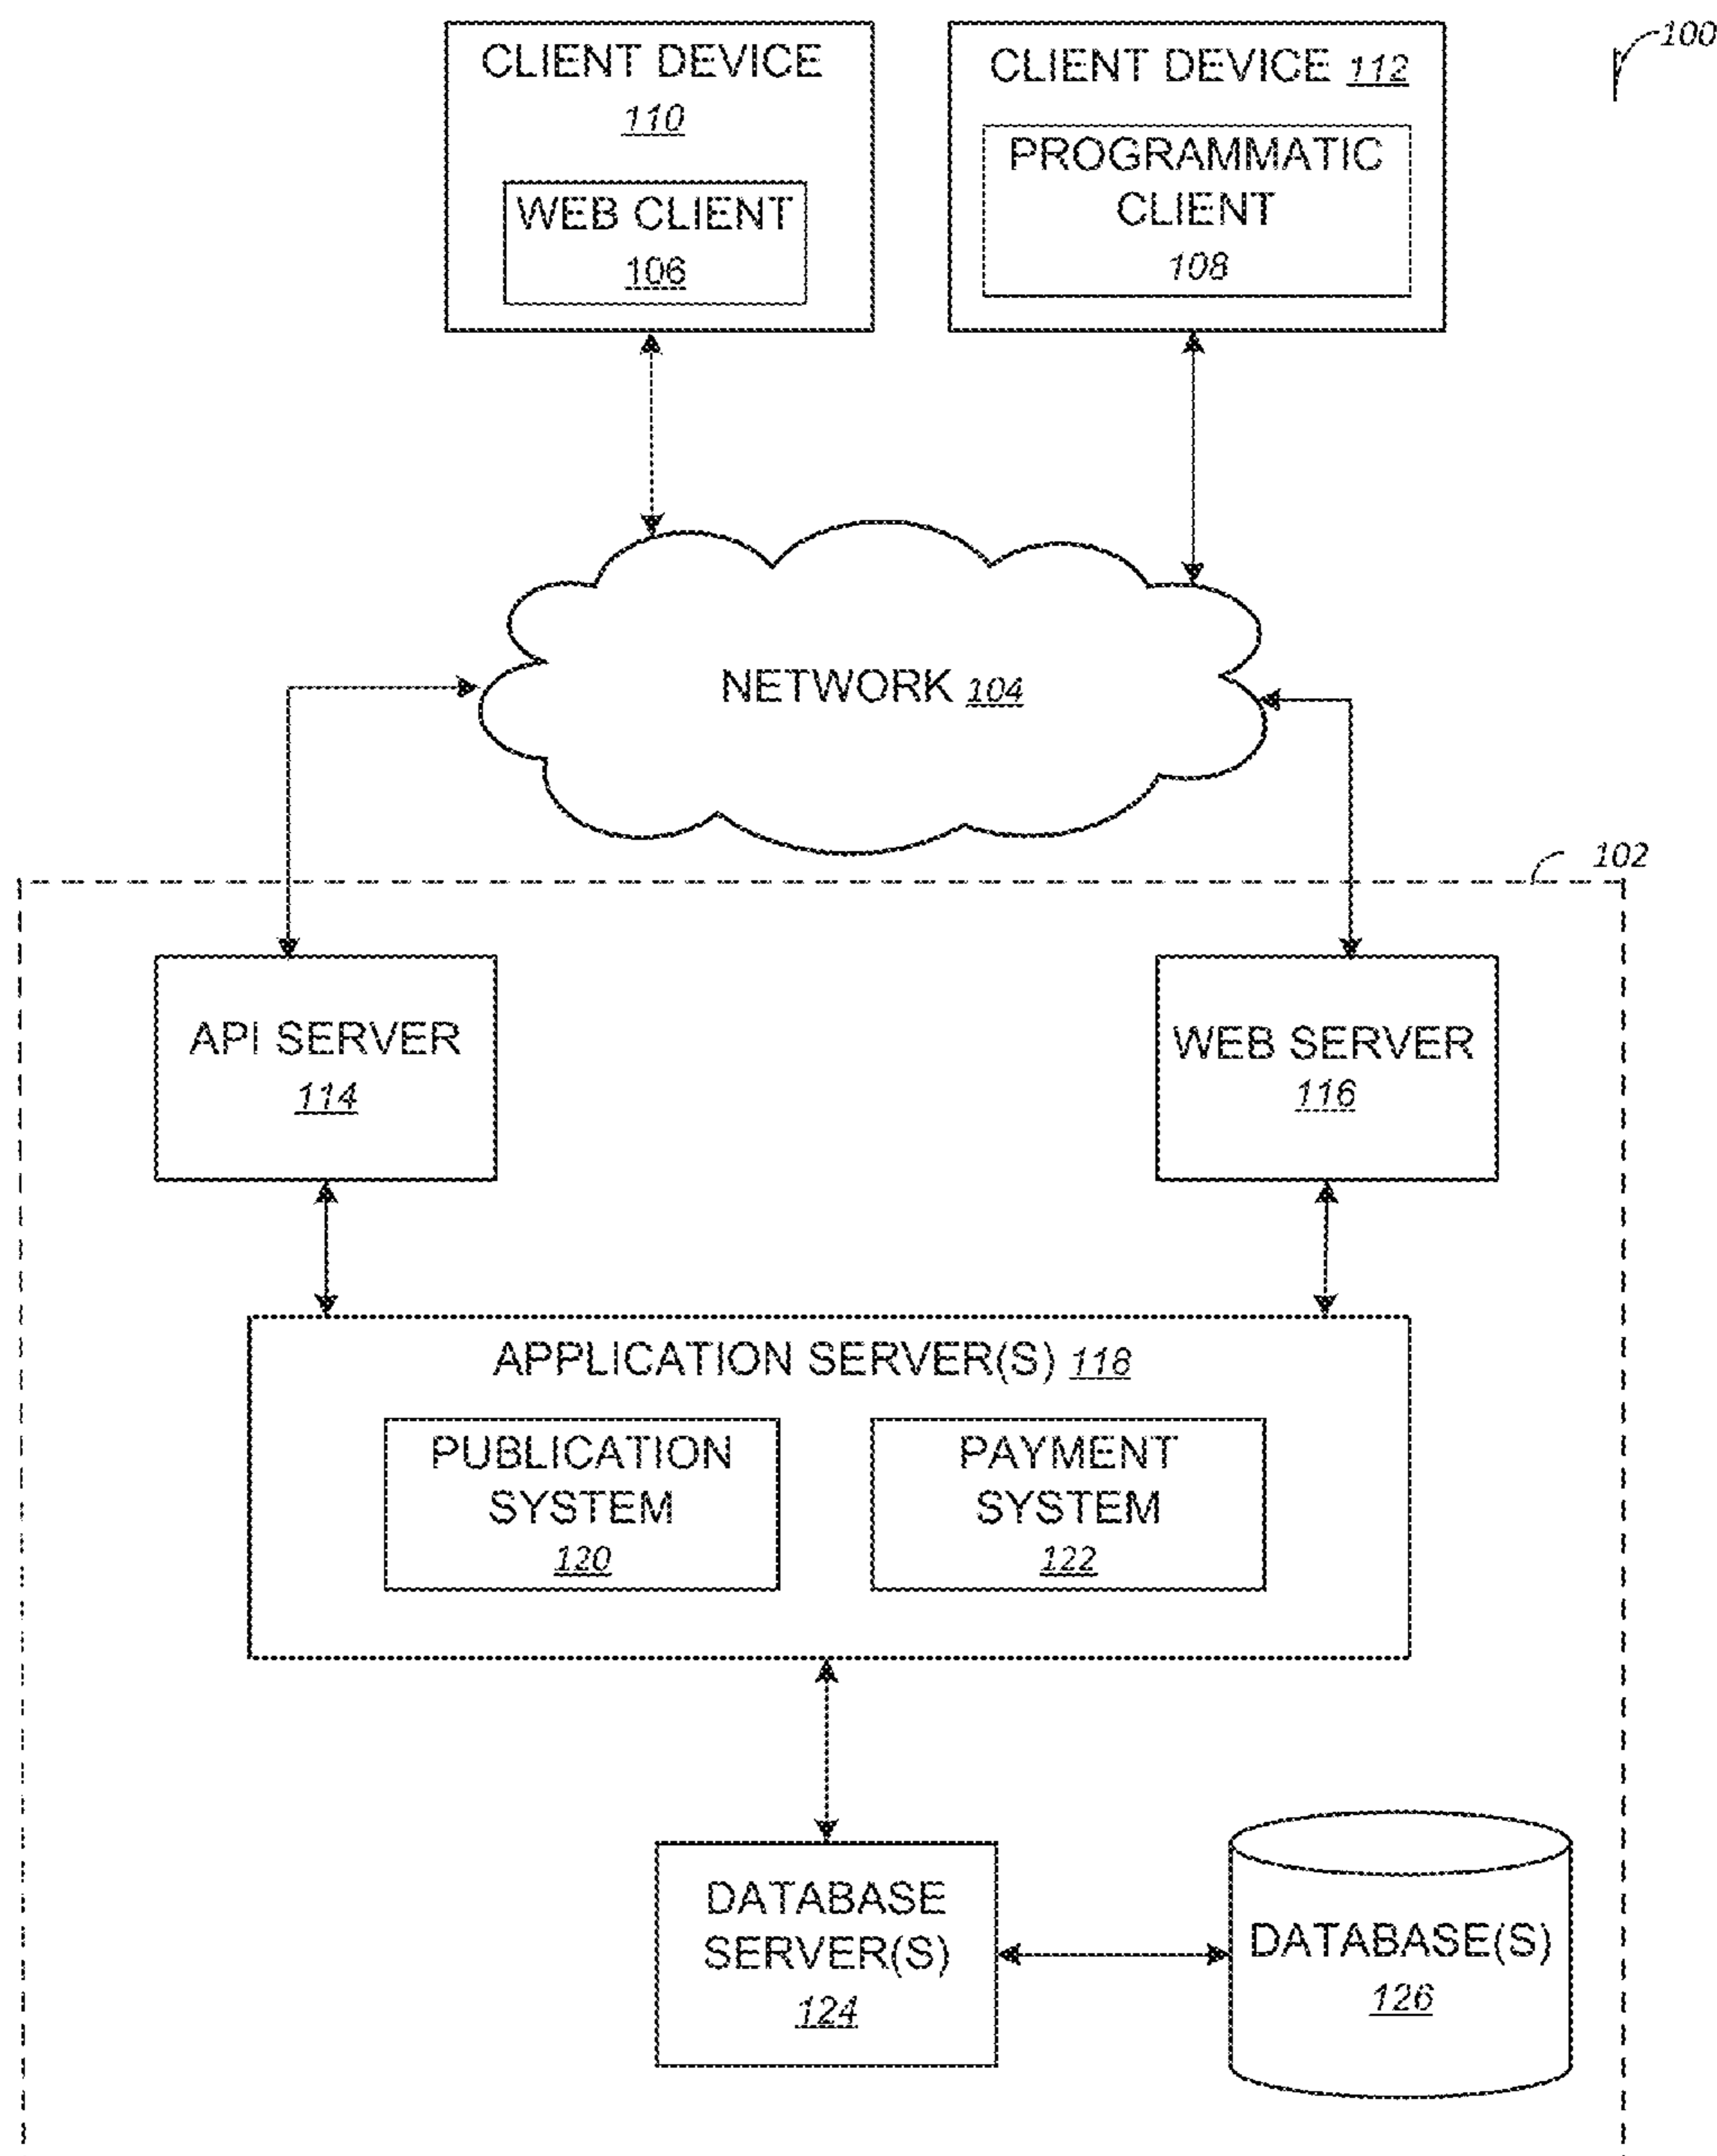 100
CLIENT DEVICE
110
WEB CLIENT
106
CLIENT DEVICE 112
PROGRAMMATIC
CLIENT
108
NETWORK 104
102
API SERVER
114
WEB SERVER
116
APPLICATION SERVER(S) 118
PUBLICATION
SYSTEM
120
PAYMENT
SYSTEM
122
DATABASE
SERVER(S)
124
DATABASE(S)
126